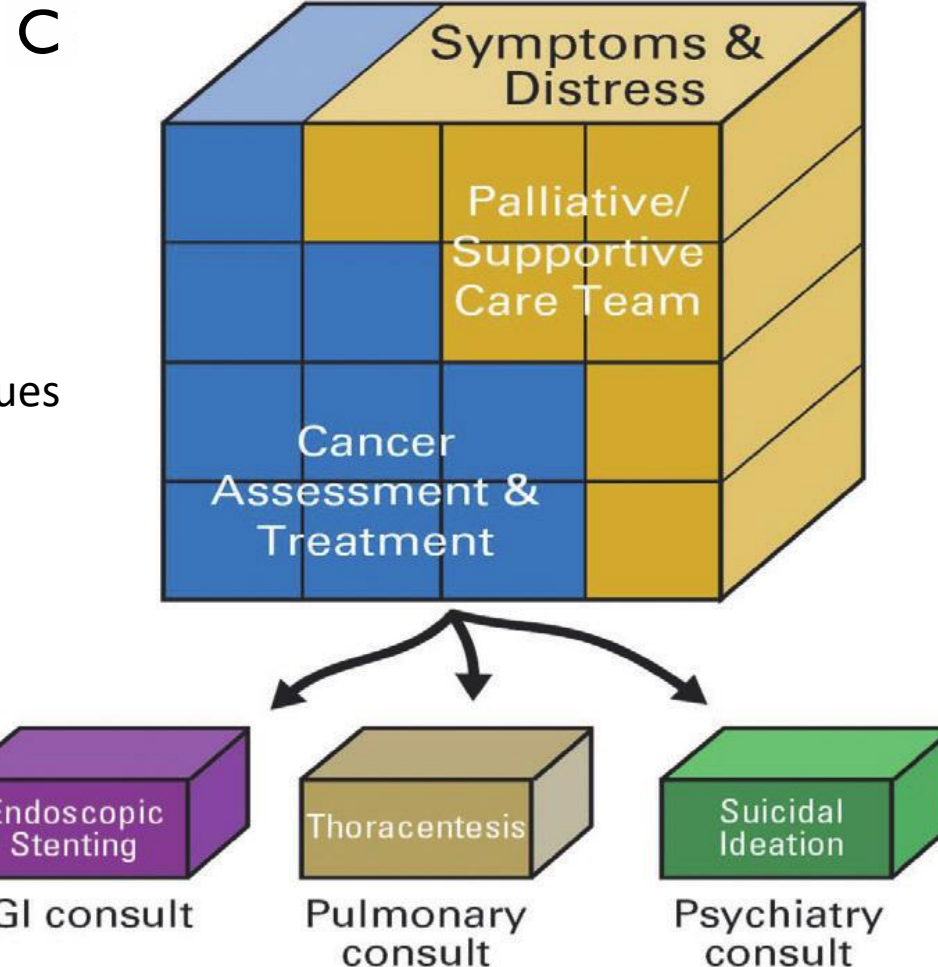 C
Symptoms &
Distress
Palliative/
Supportive
Care Team
ues
Cancer
Assessment &
Treatment
Endoscopic
Stenting
Thoracentesis
Suicidal
Ideation
GI consult
Pulmonary
consult
Psychiatry
consult